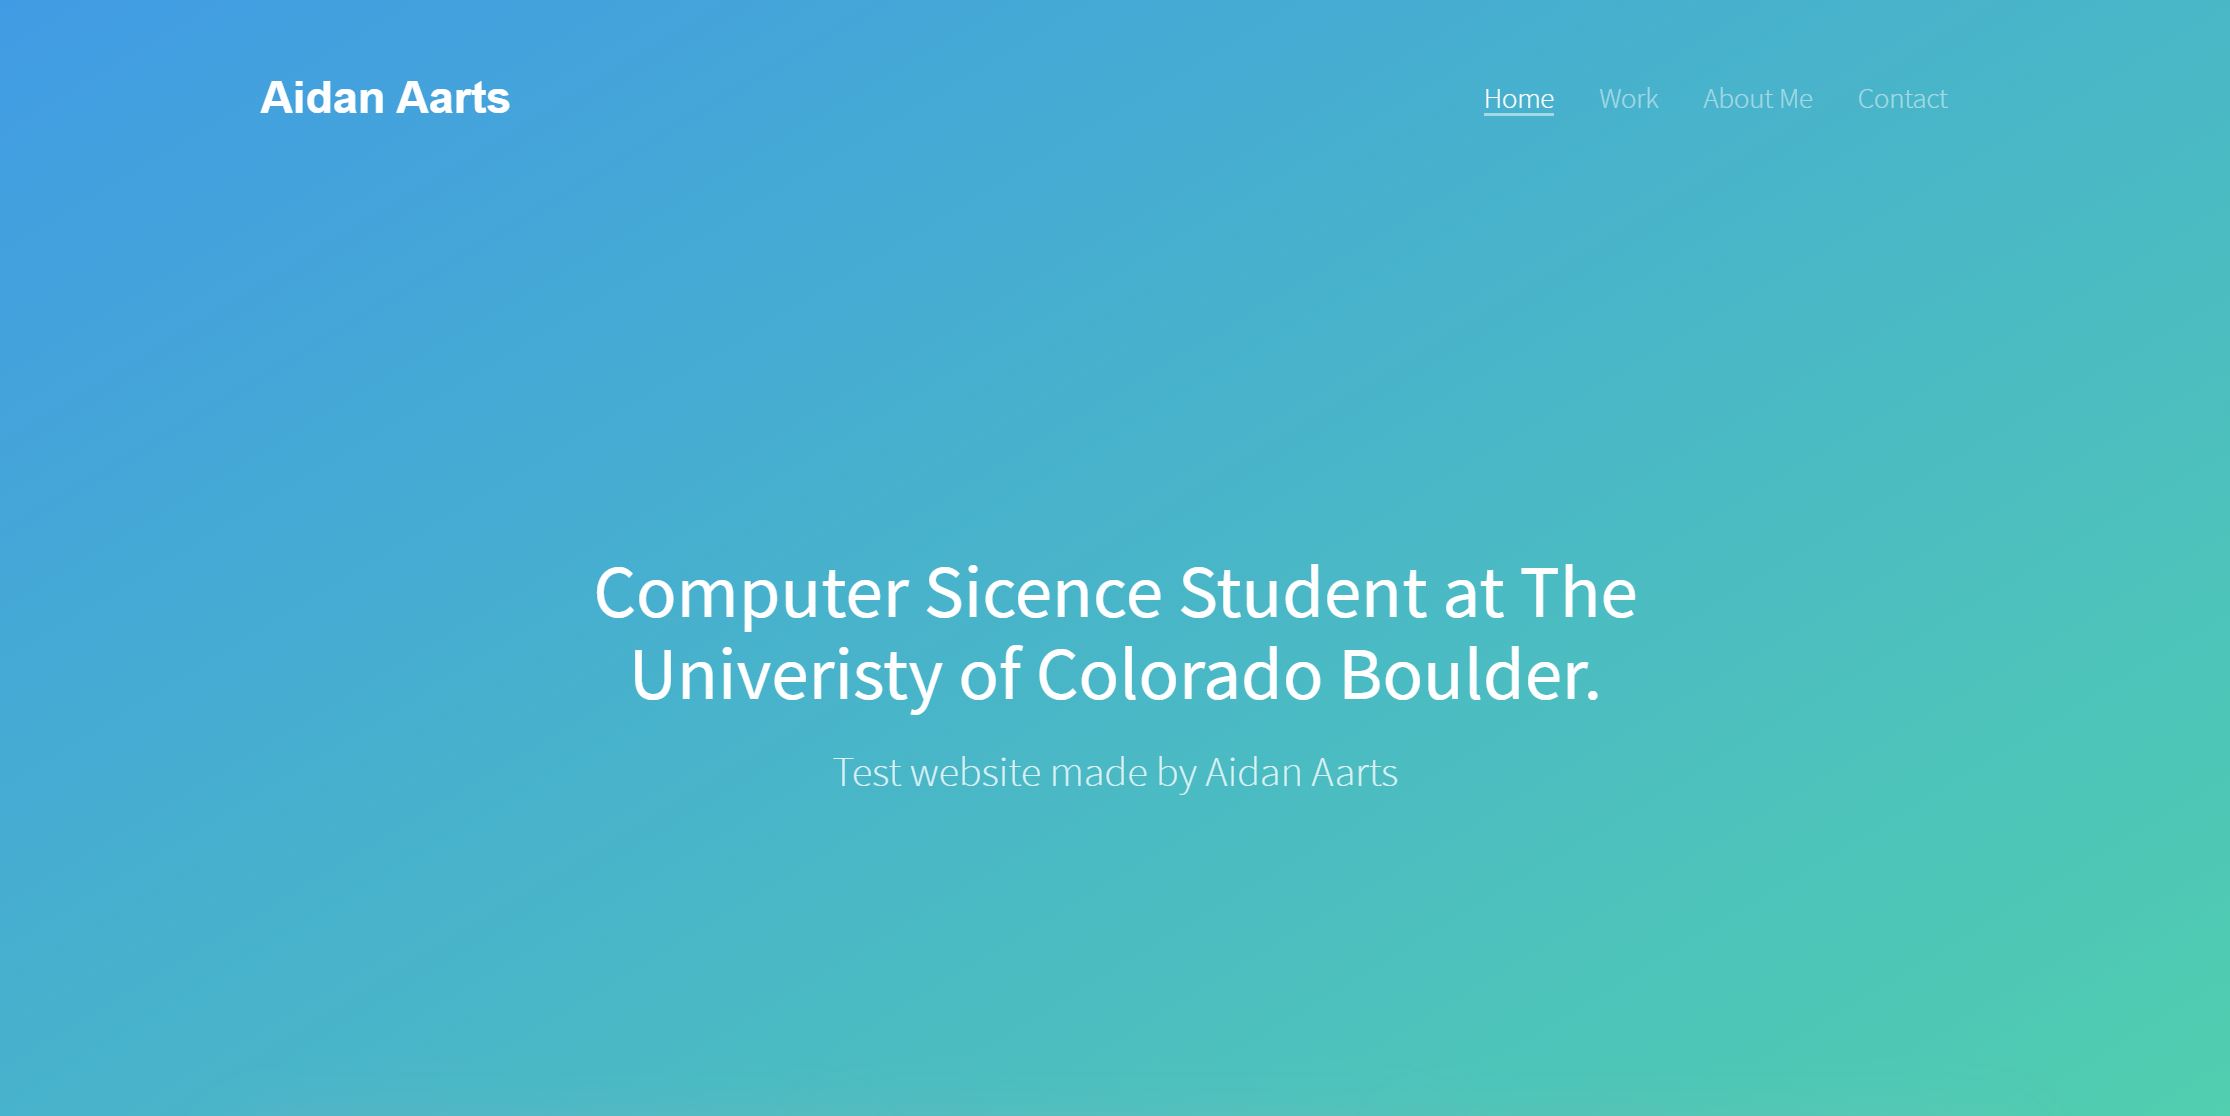 Aidan Aarts
Home Work About Me Contact
Computer Sicence Student at The
Univeristy of Colorado Boulder.
Test website made by Aidan Aarts